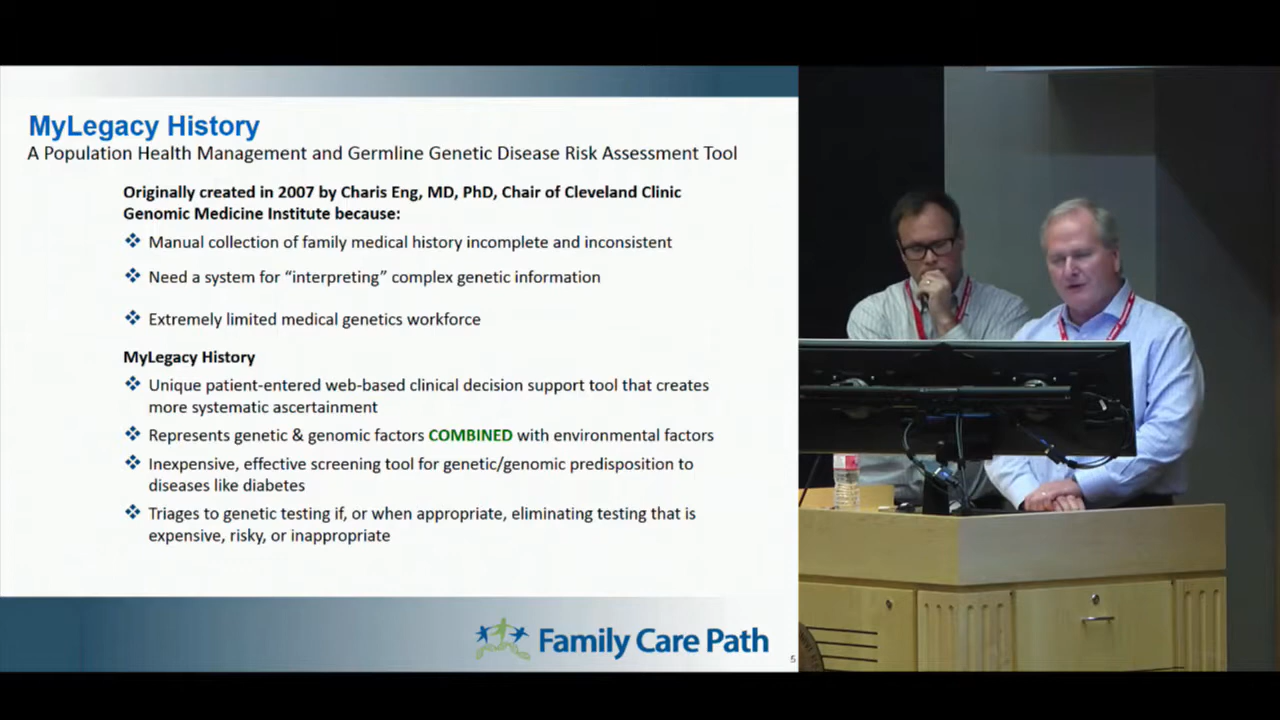 MyLegacy History
A Population Health Management and Germline Genetic Disease Risk Assessment Tool
Originally created in 2007 by Charis Eng, MD, PhD, Chair of Cleveland Clinic
Genomic Medicine Institute because:
Manual collection of family medical history incomplete and inconsistent
Need a system for “interpreting” complex genetic information
Extremely limited medical genetics workforce
MyLegacy History
Unique patient-entered web-based clinical decision support tool that creates
more systematic ascertainment
Represents genetic & genomic factors COMBINED with environmental factors
Inexpensive, effective screening tool for genetic/genomic predisposition to
diseases like diabetes
Triages to genetic testing if, or when appropriate, eliminating testing that is
expensive, risky, or inappropriate
Family Care Path
5